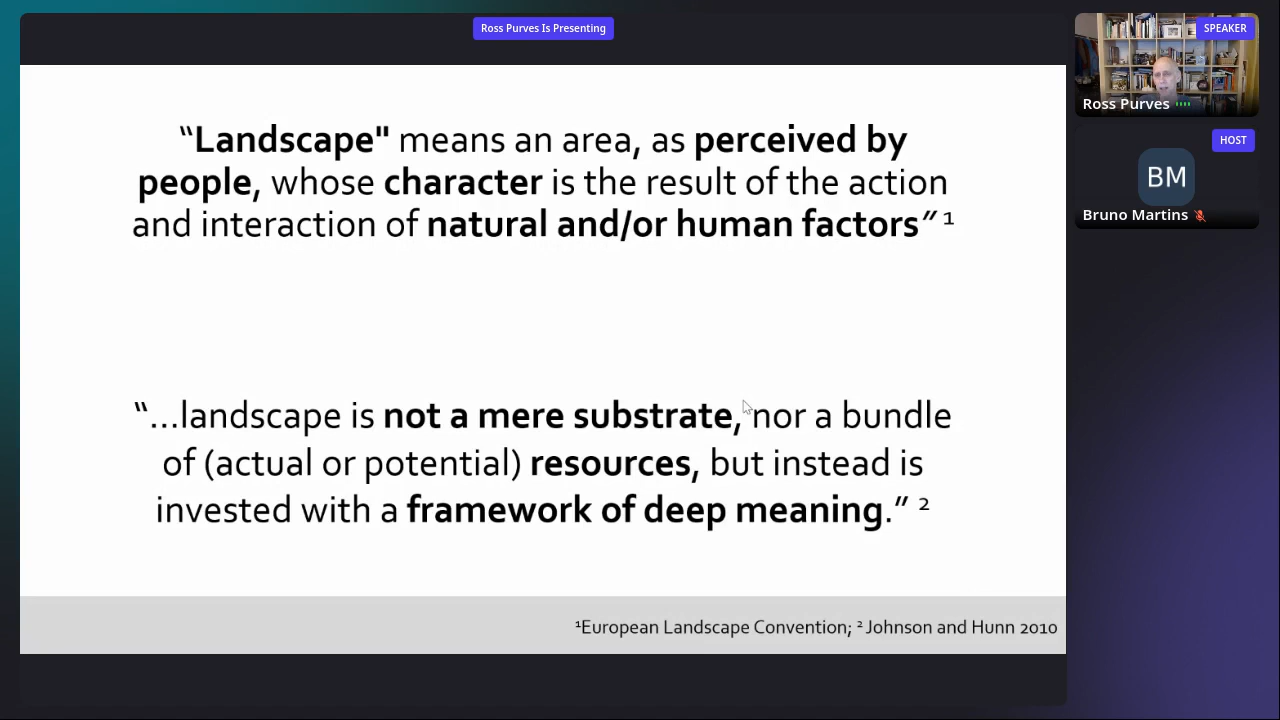 Ross Purves Is Presenting
“Landscape" means an area, as perceived by
people, whose character is the result of the action
and interaction of natural and/or human factors” ¹
“…landscape is not a mere substrate, nor a bundle
of (actual or potential) resources, but instead is
invested with a framework of deep meaning.” ²
¹European Landscape Convention; ² Johnson and Hunn 2010
SPEAKER
Ross Purves
HOST
BM
Bruno Martins